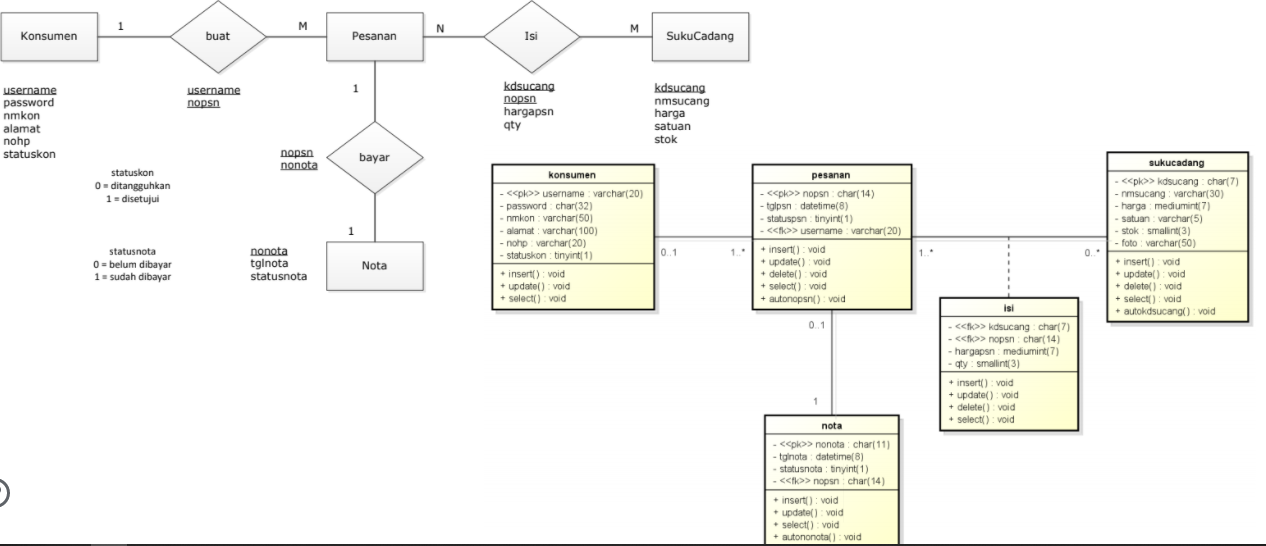 Konsumen
1
buat
M
Pesanan
N
Isi
M
SukuCadang
username
password
nmkon
alamat
nohp
statuskon
username
nopsn
kdsucang
nopsn
hargapsn
qty
kdsucang
nmsucang
harga
satuan
stok
1
nopsn
nonota
bayar
statuskon
0 = ditangguhkan
1 = disetujui
1
statusnota
0 = belum dibayar
1 = sudah dibayar
nonota
tglnota
statusnota
Nota
konsumen
- <<pk>> username : varchar(20)
- password : char(32)
- nmkon : varchar(50)
- alamat : varchar(100)
- nohp : varchar(20)
- statuskon : tinyint(1)
+ insert() : void
+ update() : void
+ select() : void
0..1
1..*
pesanan
- <<pk>> nopsn : char(14)
- tglpsn : datetime(8)
- statuspsn : tinyint(1)
- <<fk>> username : varchar(20)
+ insert() : void
+ update() : void
+ delete() : void
+ select() : void
+ autonopsn() : void
1..*
0..*
sukucadang
- <<pk>> kdsucang : char(7)
- nmsucang : varchar(30)
- harga : mediumint(7)
- satuan : varchar(5)
- stok : smallint(3)
- foto : varchar(50)
+ insert() : void
+ update() : void
+ delete() : void
+ select() : void
+ autokdsucang() : void
isi
- <<fk>> kdsucang : char(7)
- <<fk>> nopsn : char(14)
- hargapsn : mediumint(7)
- qty : smallint(3)
+ insert() : void
+ update() : void
+ delete() : void
+ select() : void
0..1
1
nota
- <<pk>> nonota : char(11)
- tglnota : datetime(8)
- statusnota : tinyint(1)
- <<fk>> nopsn : char(14)
+ insert() : void
+ update() : void
+ select() : void
+ autononota() : void